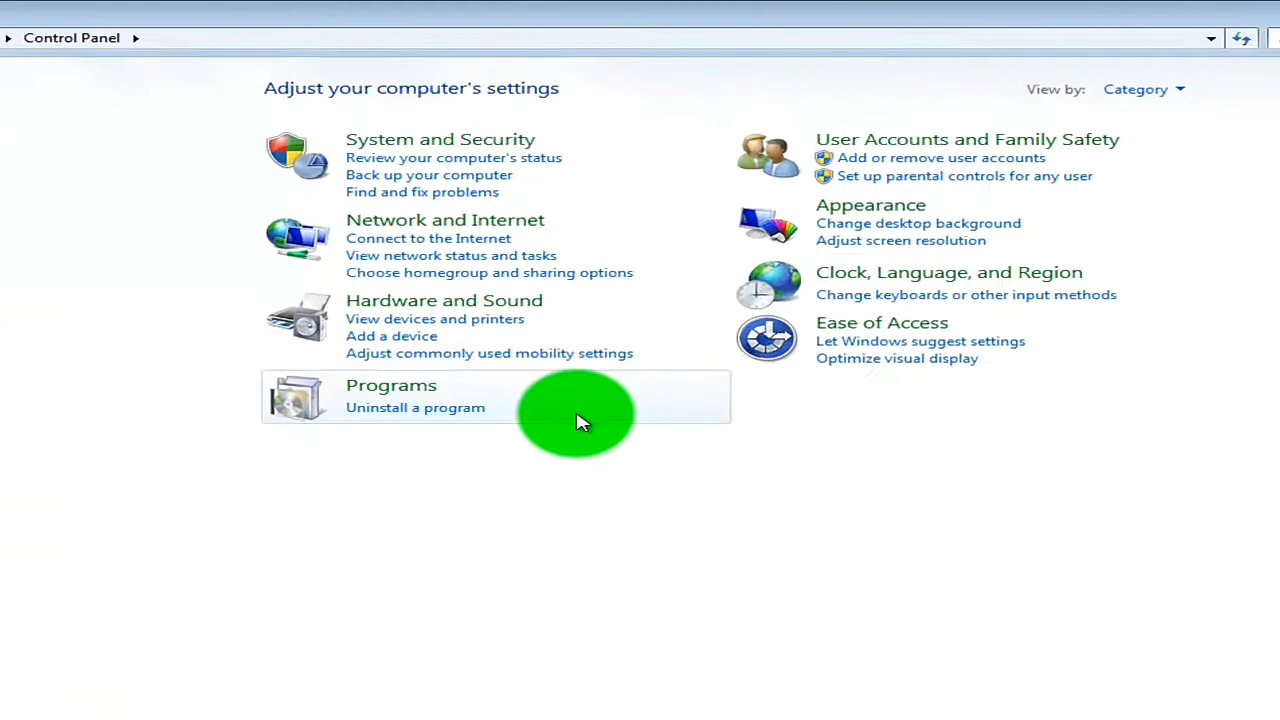 Control Panel
Adjust your computer's settings
View by: Category
System and Security
Review your computer's status
Back up your computer
Find and fix problems
Network and Internet
Connect to the Internet
View network status and tasks
Choose homegroup and sharing options
Hardware and Sound
View devices and printers
Add a device
Adjust commonly used mobility settings
Programs
Uninstall a program
User Accounts and Family Safety
Add or remove user accounts
Set up parental controls for any user
Appearance
Change desktop background
Adjust screen resolution
Clock, Language, and Region
Change keyboards or other input methods
Ease of Access
Let Windows suggest settings
Optimize visual display